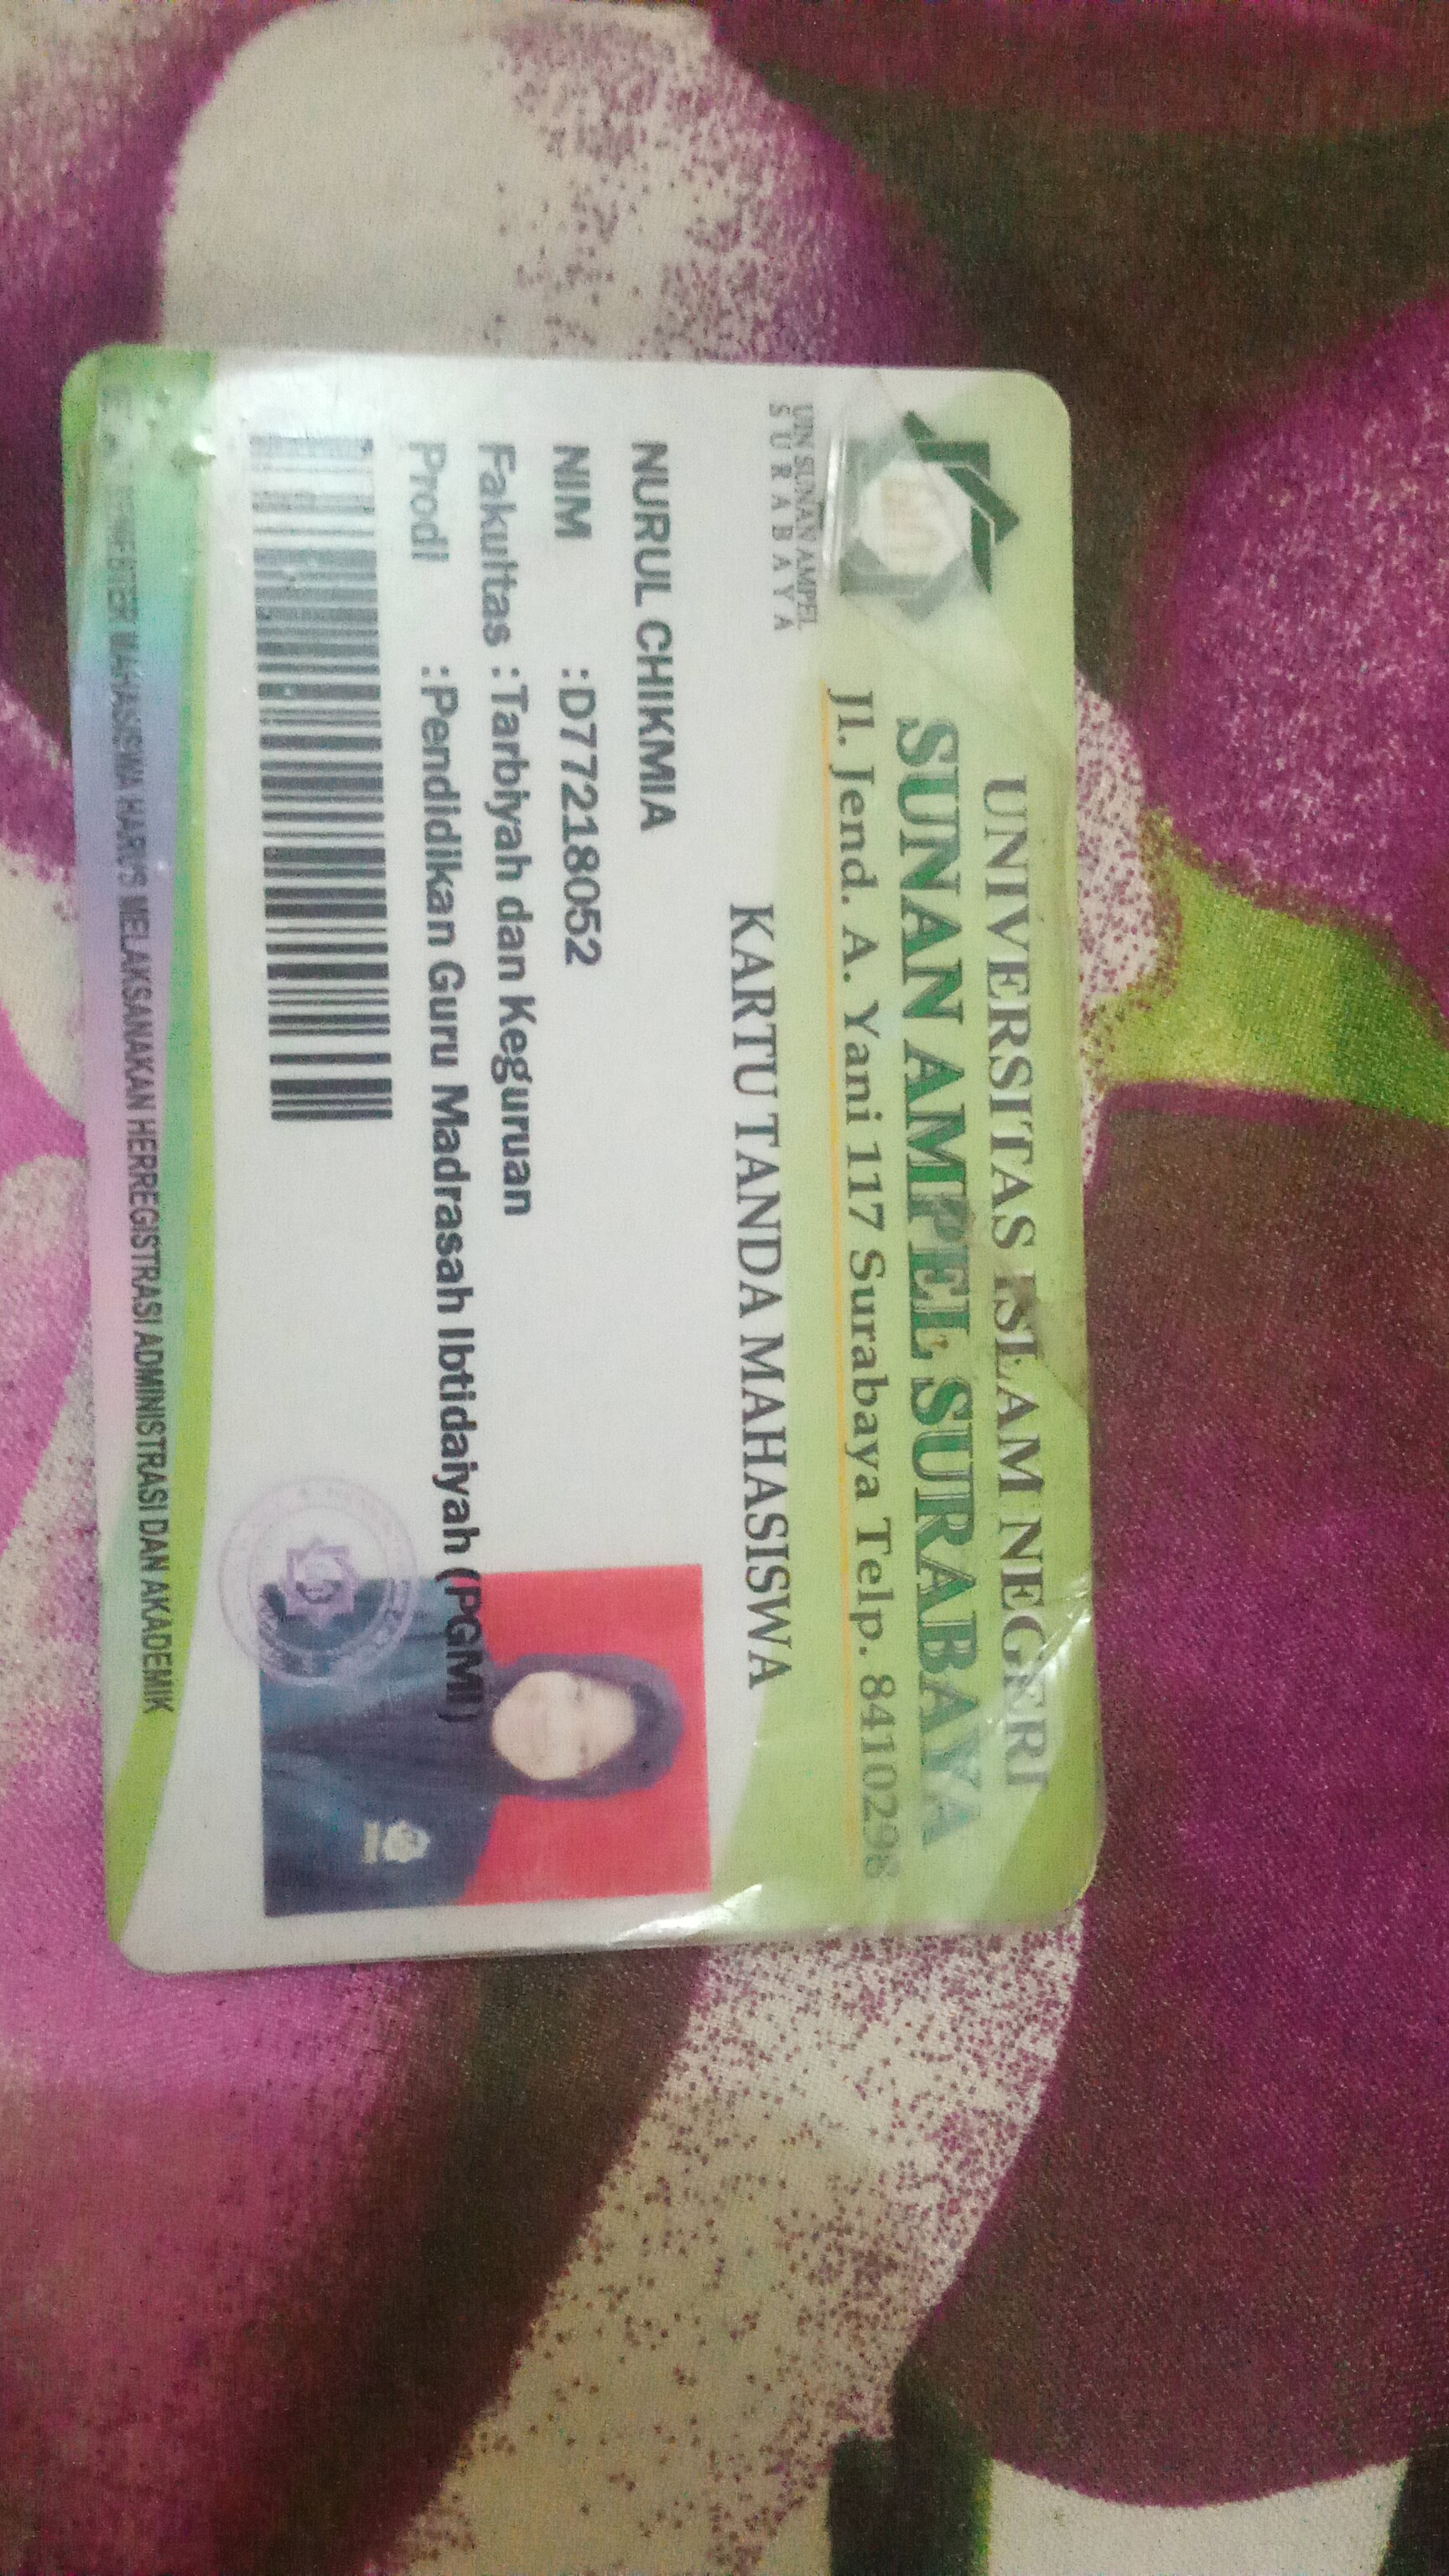 UNIVERSITAS ISLAM NEGERI
SUNAN AMPEL SURABAYA
Jl. Jend. A. Yani 117 Surabaya Telp. 8410298
UIN SUNAN AMPEL
SURABAYA
KARTU TANDA MAHASISWA
NURUL CHIKMIA
NIM :D77218052
Fakultas :Tarbiyah dan Keguruan
Prodi :Pendidikan Guru Madrasah Ibtidaiyah (PGMI)
SEMESTER MAHASISWA HARUS MELAKSANAKAN HERREGISTRASI ADMINISTRASI DAN AKADEMIK